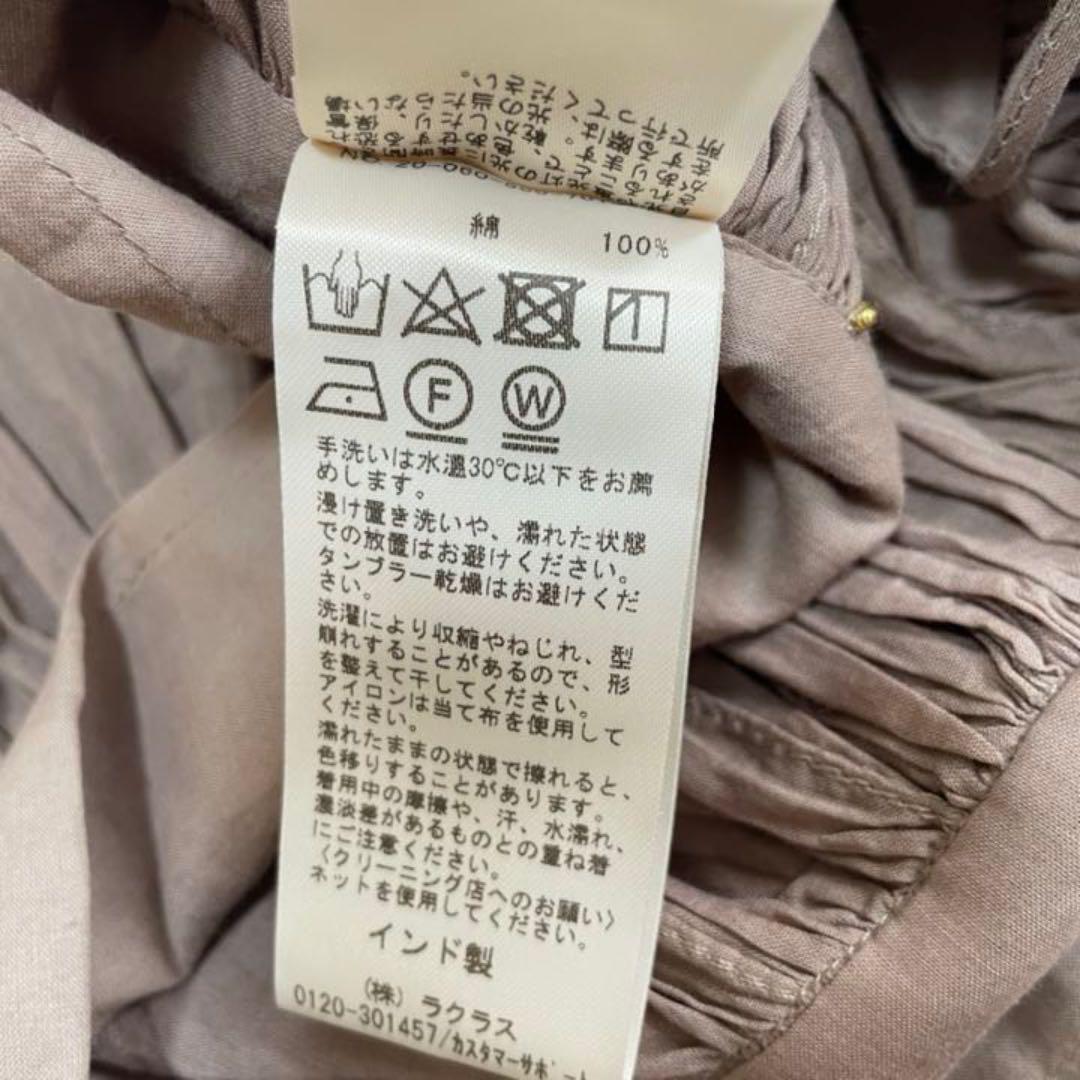 綿 100%
F W
手洗いは水温30℃以下をお薦
めします。
浸け置き洗いや、濡れた状態
での放置はお避けください。
タンブラー乾燥はお避けくだ
さい。
洗濯により収縮やねじれ、型
崩れすることがあるので、形
を整えて干してください。
アイロンは当て布を使用して
ください。
濡れたままの状態で擦れると、
色移りすることがあります。
着用中の摩擦や、汗、水濡れ、
濃淡差があるものとの重ね着
にご注意ください。
〈クリーニング店へのお願い〉
ネットを使用してください。
インド製
(株) ラクラス
0120-301457/カスタマーサポート